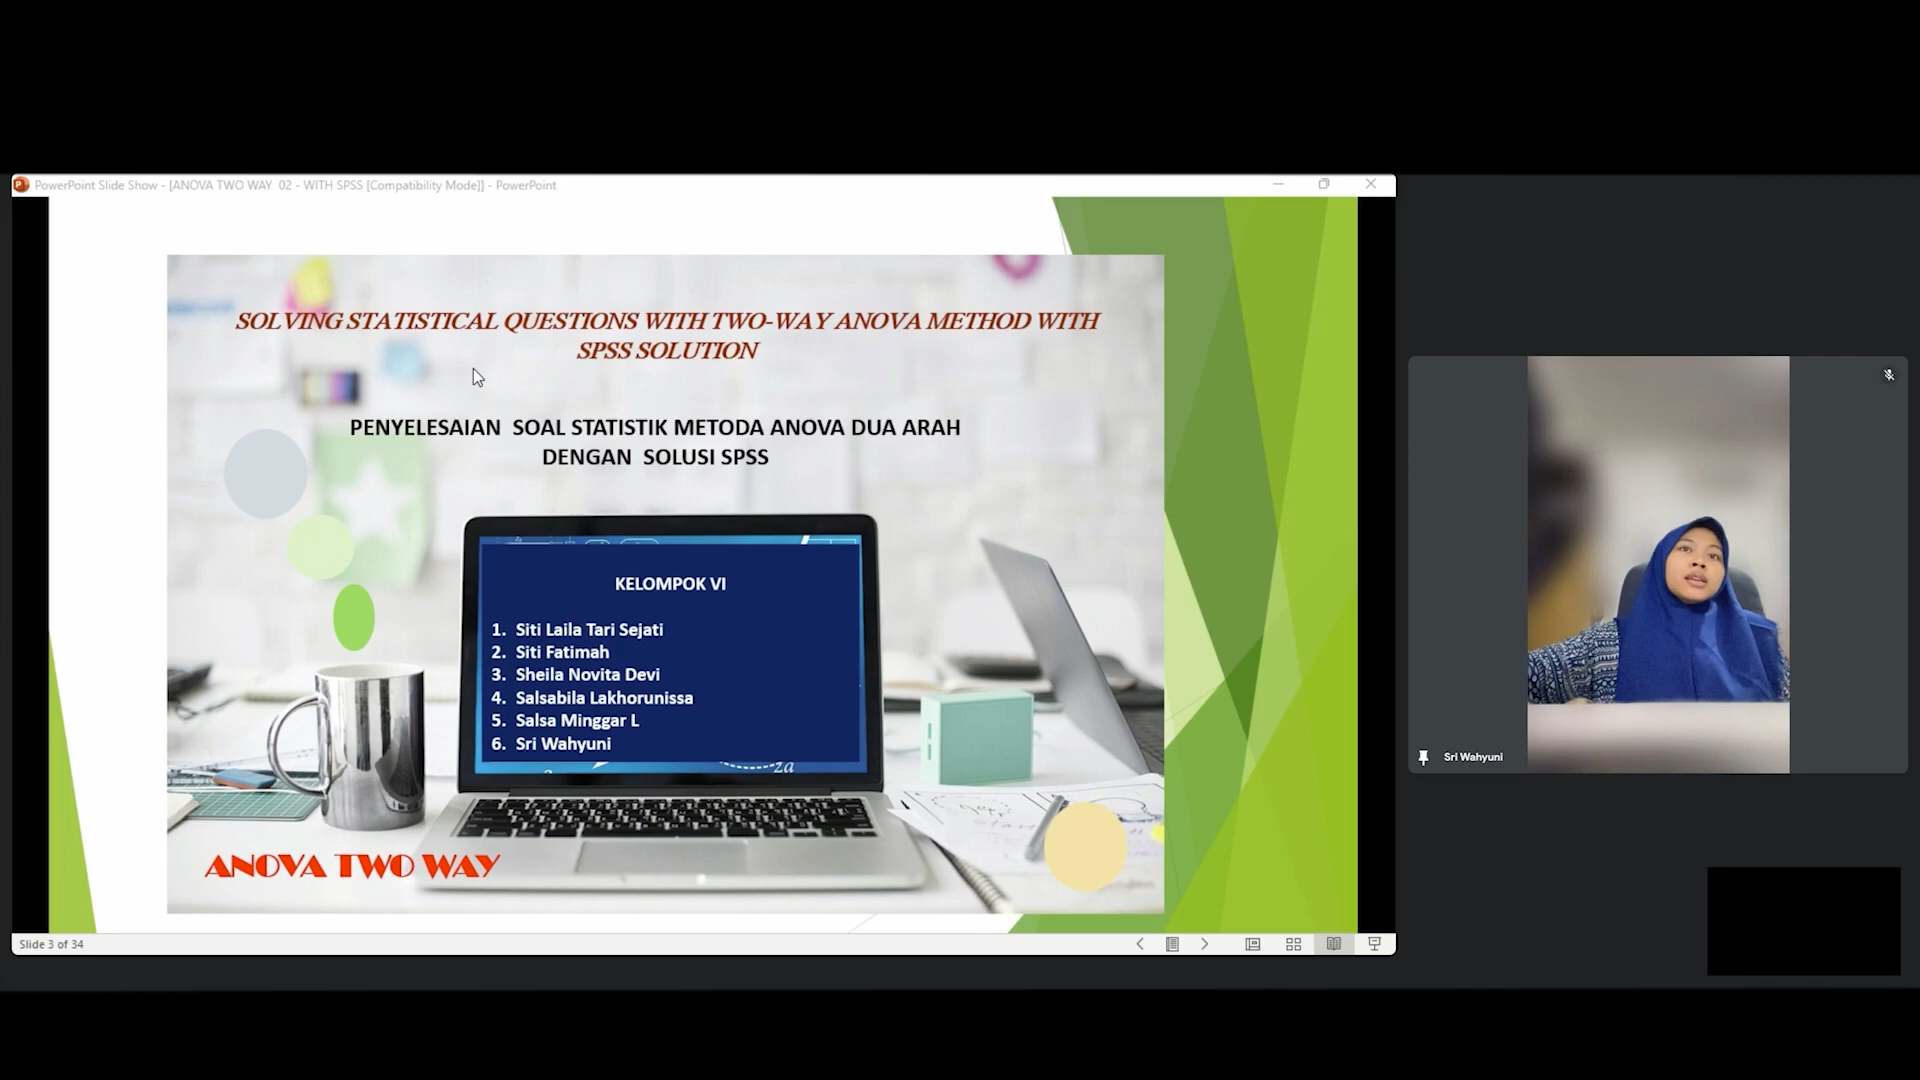 PowerPoint Slide Show - [ANOVA TWO WAY  02 - WITH SPSS [Compatibility Mode]] - PowerPoint
SOLVING STATISTICAL QUESTIONS WITH TWO-WAY ANOVA METHOD WITH
SPSS SOLUTION
PENYELESAIAN  SOAL STATISTIK METODA ANOVA DUA ARAH
DENGAN  SOLUSI SPSS
KELOMPOK VI
1. Siti Laila Tari Sejati
2. Siti Fatimah
3. Sheila Novita Devi
4. Salsabila Lakhorunissa
5. Salsa Minggar L
6. Sri Wahyuni
ANOVA TWO WAY
Slide 3 of 34
Sri Wahyuni